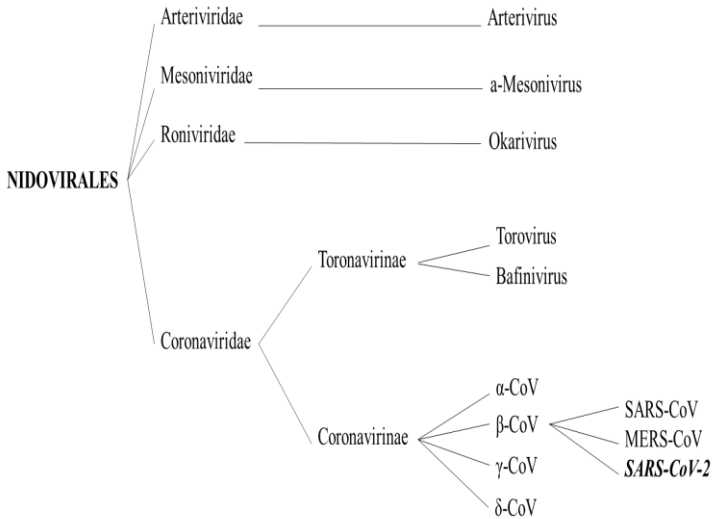 Arteriviridae Arterivirus
Mesoniviridae a-Mesonivirus
Roniviridae Okarivirus
NIDOVIRALES
Torovirus
Toronavirinae
Bafinivirus
Coronaviridae
α-CoV
SARS-CoV
β-CoV
Coronavirinae
MERS-CoV
γ-CoV
SARS-CoV-2
δ-CoV